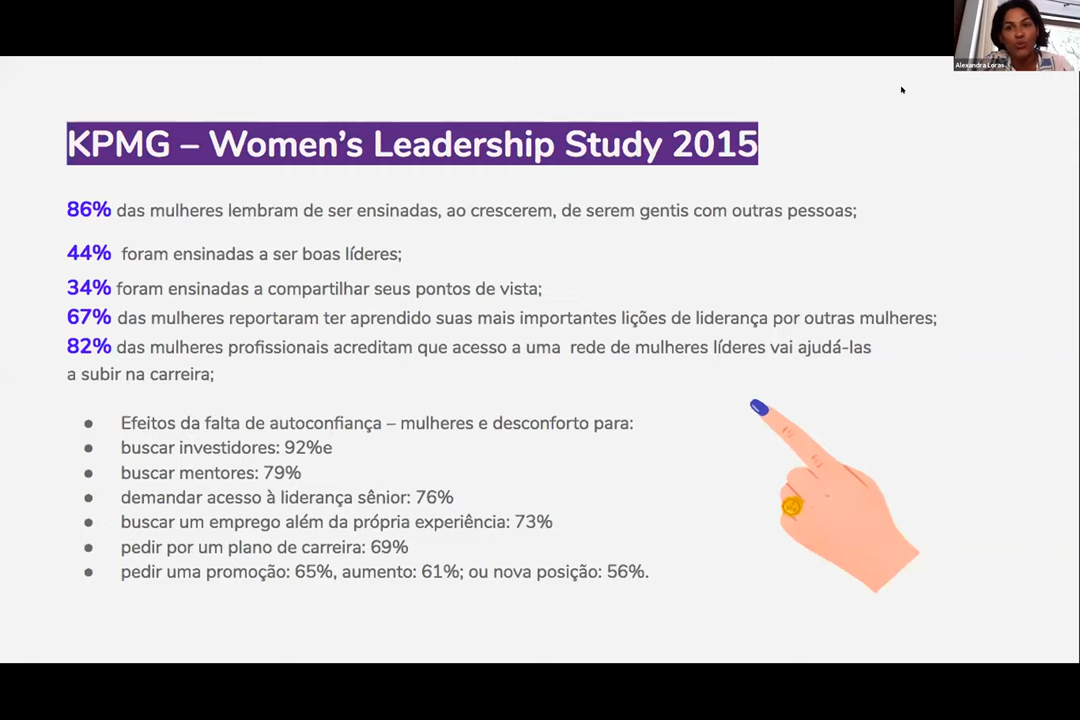 Alexandra Loras
KPMG – Women’s Leadership Study 2015
86% das mulheres lembram de ser ensinadas, ao crescerem, de serem gentis com outras pessoas;
44% foram ensinadas a ser boas líderes;
34% foram ensinadas a compartilhar seus pontos de vista;
67% das mulheres reportaram ter aprendido suas mais importantes lições de liderança por outras mulheres;
82% das mulheres profissionais acreditam que acesso a uma rede de mulheres líderes vai ajudá-las
a subir na carreira;
● Efeitos da falta de autoconfiança – mulheres e desconforto para:
● buscar investidores: 92%e
● buscar mentores: 79%
● demandar acesso à liderança sênior: 76%
● buscar um emprego além da própria experiência: 73%
● pedir por um plano de carreira: 69%
● pedir uma promoção: 65%, aumento: 61%; ou nova posição: 56%.